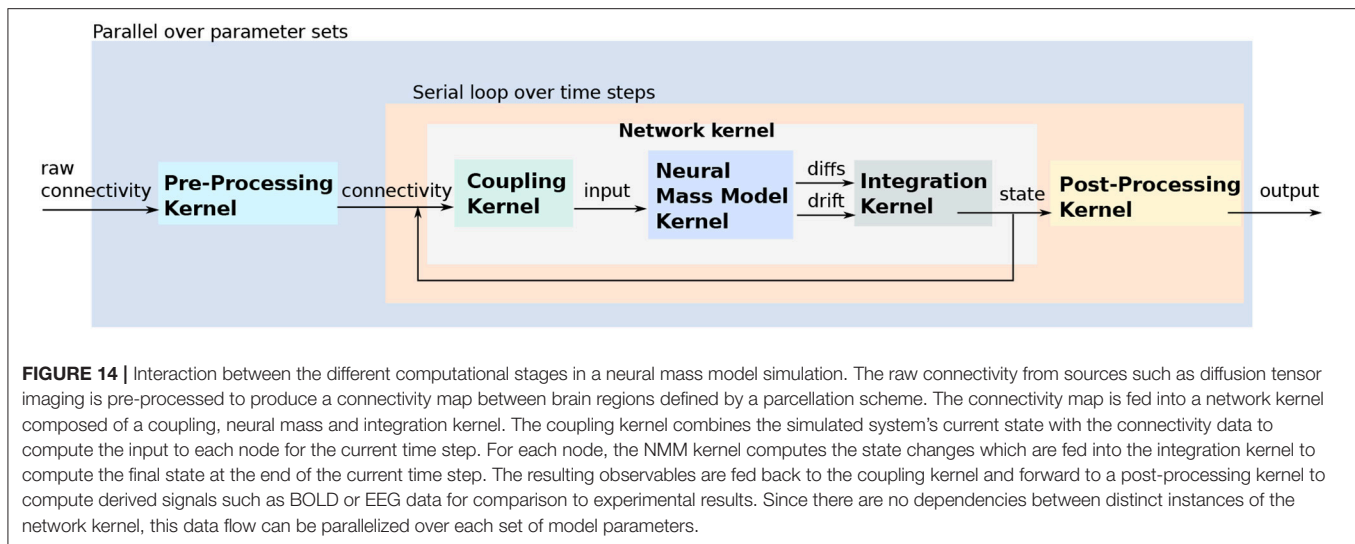 Parallel over parameter sets
Serial loop over time steps
Network kernel
raw
connectivity
Pre-Processing
Kernel
connectivity
Coupling
Kernel
input
Neural
Mass Model
Kernel
diffs
drift
Integration
Kernel
state
Post-Processing
Kernel
output
FIGURE 14 | Interaction between the different computational stages in a neural mass model simulation. The raw connectivity from sources such as diffusion tensor
imaging is pre-processed to produce a connectivity map between brain regions defined by a parcellation scheme. The connectivity map is fed into a network kernel
composed of a coupling, neural mass and integration kernel. The coupling kernel combines the simulated system's current state with the connectivity data to
compute the input to each node for the current time step. For each node, the NMM kernel computes the state changes which are fed into the integration kernel to
compute the final state at the end of the current time step. The resulting observables are fed back to the coupling kernel and forward to a post-processing kernel to
compute derived signals such as BOLD or EEG data for comparison to experimental results. Since there are no dependencies between distinct instances of the
network kernel, this data flow can be parallelized over each set of model parameters.